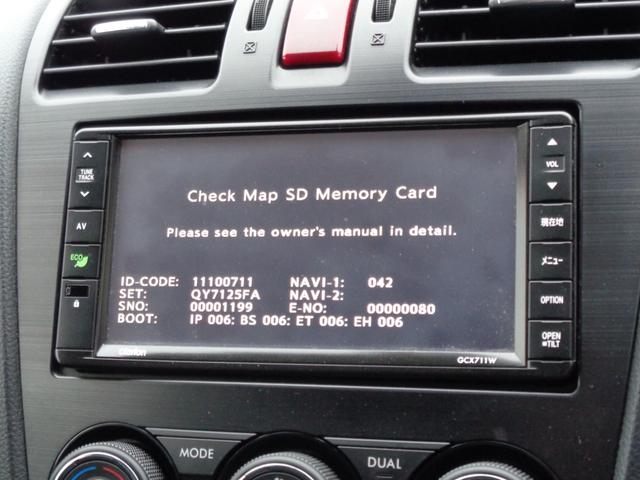 TUNE
TRACK
AV
ECO
Check Map SD Memory Card
Please see the owner's manual in detail.
ID-CODE: 11100711 NAVI-1: 042
SET: QY7125FA NAVI-2:
SNO: 00001199 E-NO: 00000080
BOOT: IP 006: BS 006: ET 006: EH 006
clarion
GCX711W
VOL
現在地
メニュー
OPTION
OPEN
TILT
MODE
DUAL